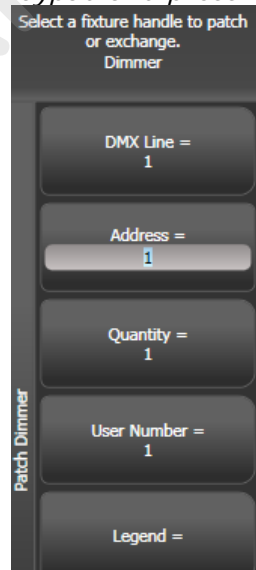 Select a fixture handle to patch
or exchange.
Dimmer
DMX Line =
1
Address =
1
Quantity =
1
User Number =
1
Patch Dimmer
Legend =